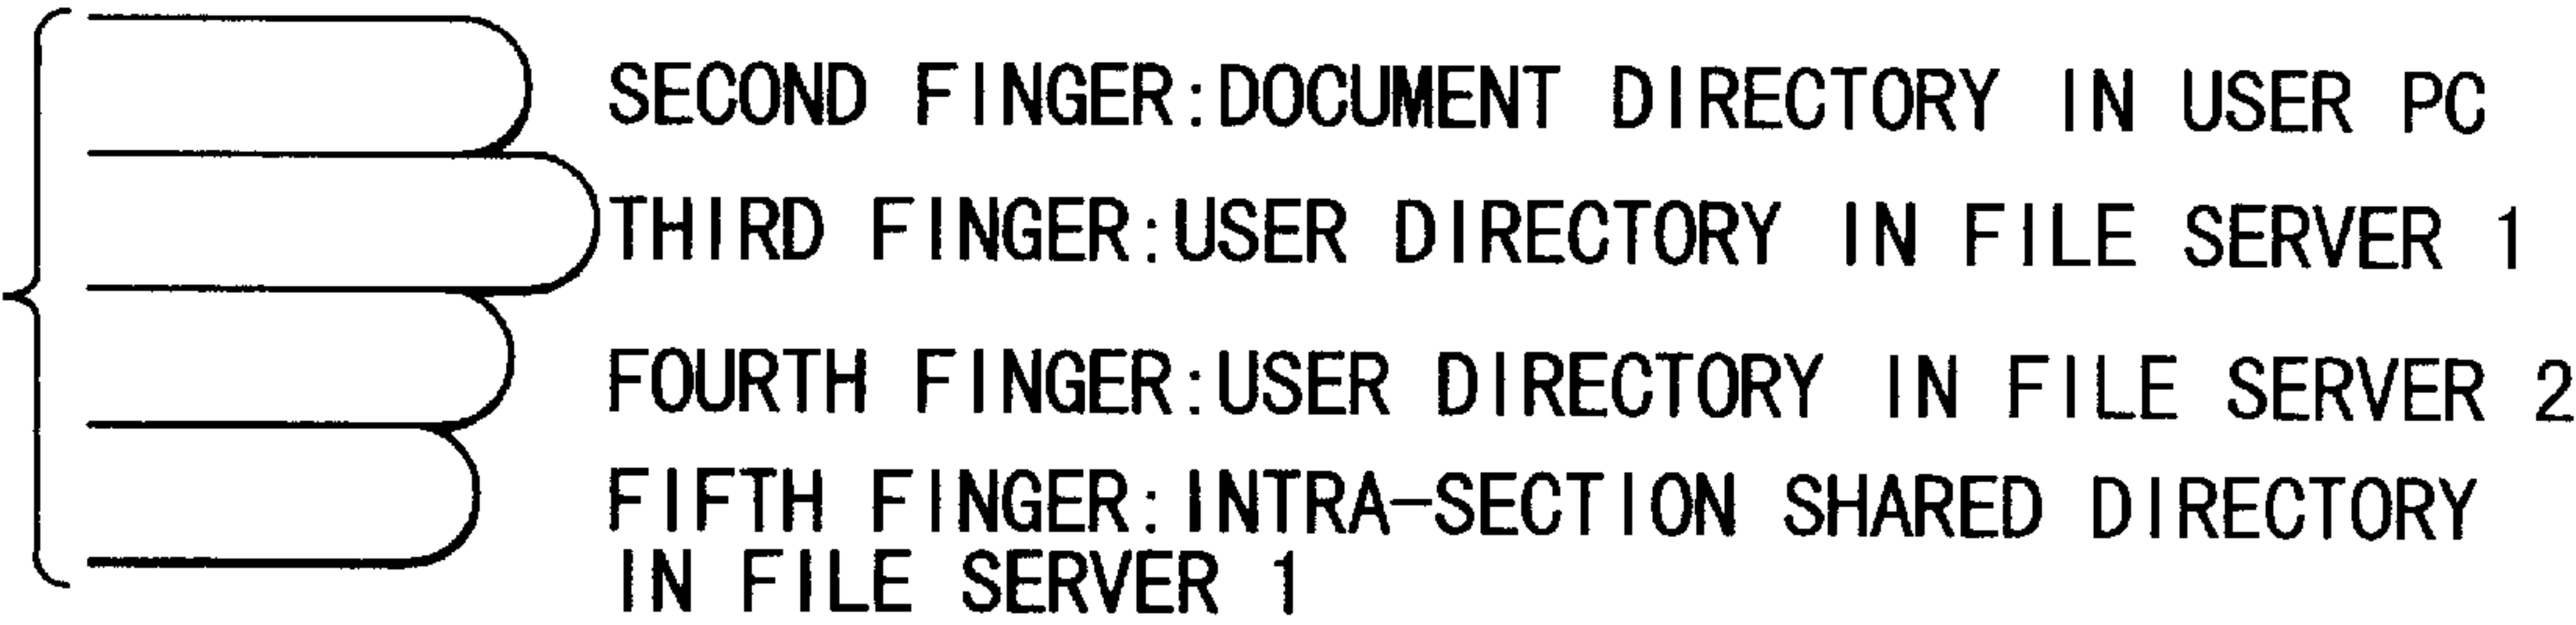 SECOND FINGER:DOCUMENT DIRECTORY IN USER PC
THIRD FINGER:USER DIRECTORY IN FILE SERVER 1
FOURTH FINGER:USER DIRECTORY IN FILE SERVER 2
FIFTH FINGER:INTRA-SECTION SHARED DIRECTORY
IN FILE SERVER 1